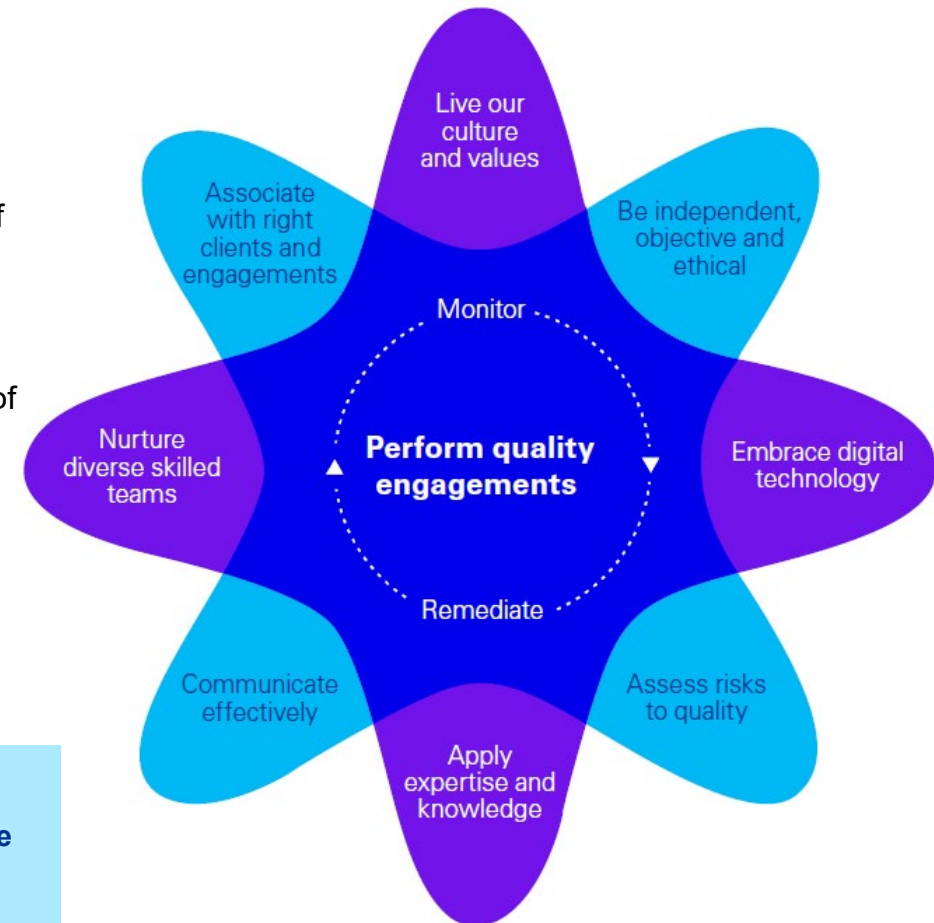 f
of
e
Live our
culture
and values
Associate
with right
clients and
engagements
Be independent,
objective and
ethical
Monitor
Nurture
diverse skilled
teams
Perform quality
engagements
Embrace digital
technology
Remediate
Communicate
effectively
Assess risks
to quality
Apply
expertise and
knowledge